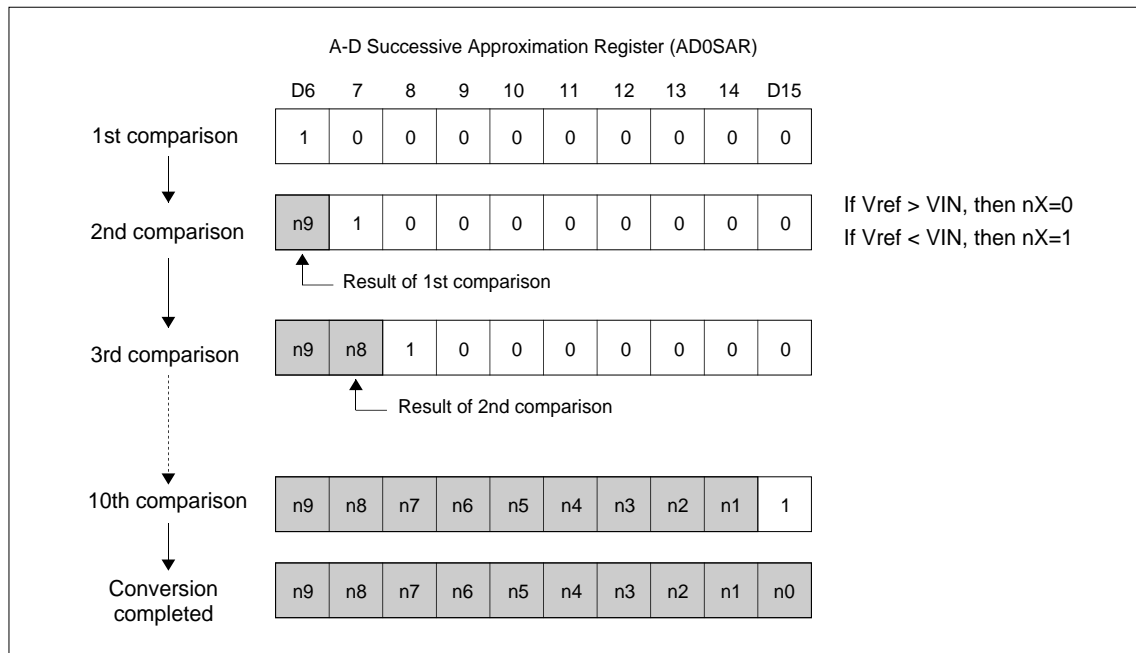 A-D Successive Approximation Register (AD0SAR)
D6 7 8 9 10 11 12 13 14 D15
1st comparison 1 0 0 0 0 0 0 0 0 0
2nd comparison n9 1 0 0 0 0 0 0 0 0
If Vref > VIN, then nX=0
If Vref < VIN, then nX=1
Result of 1st comparison
3rd comparison n9 n8 1 0 0 0 0 0 0 0
Result of 2nd comparison
10th comparison n9 n8 n7 n6 n5 n4 n3 n2 n1 1
Conversion
completed
n9 n8 n7 n6 n5 n4 n3 n2 n1 n0